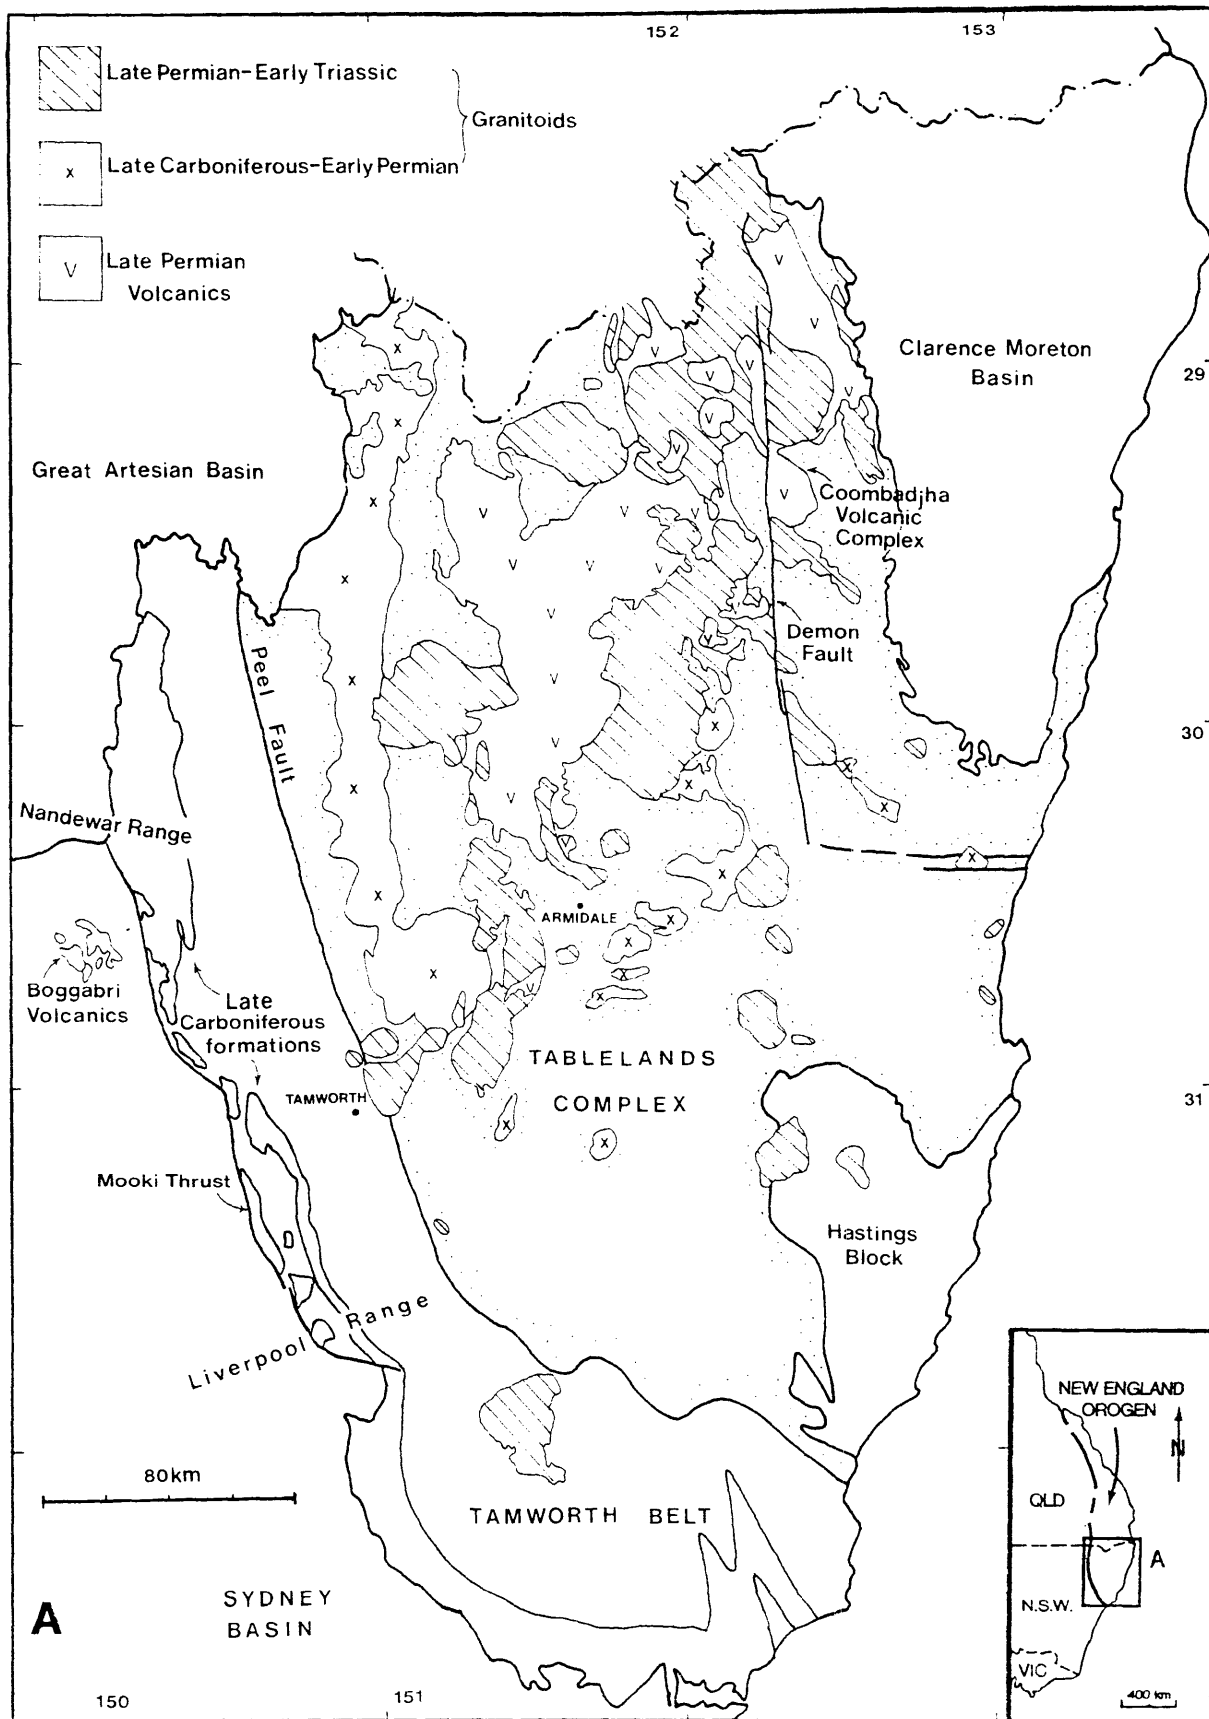 152
153
Late Permian-Early Triassic
Granitoids
x
Late Carboniferous-Early Permian
V
Late Permian
Volcanics
Clarence Moreton
Basin
29
Great Artesian Basin
Coombadjha
Volcanic
Complex
Demon
Fault
Peel Fault
30
Nandewar Range
ARMIDALE
Boggabri
Volcanics
Late
Carboniferous
formations
TABLELANDS
COMPLEX
TAMWORTH
31
Mooki Thrust
Hastings
Block
Liverpool Range
NEW ENGLAND
OROGEN
N
80km
QLD
TAMWORTH BELT
A
N.S.W.
SYDNEY
BASIN
A
VIC
400 km
150
151